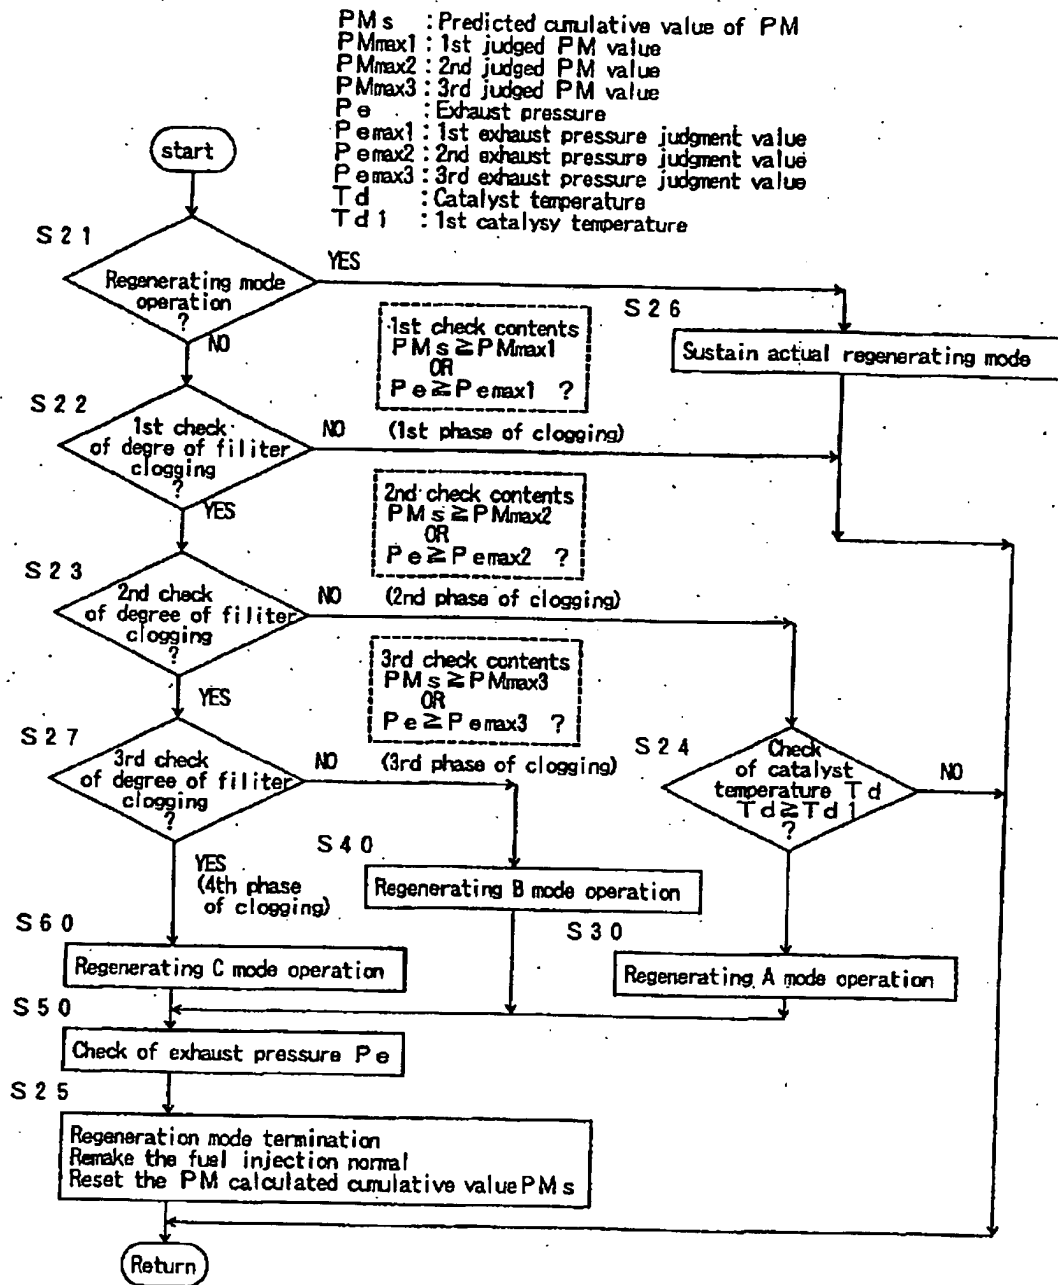 PMs : Predicted cumulative value of PM
PMmax1 : 1st judged PM value
PMmax2 : 2nd judged PM value
PMmax3 : 3rd judged PM value
Pe : Exhaust pressure
Pemax1 : 1st exhaust pressure judgment value
Pemax2 : 2nd exhaust pressure judgment value
Pemax3 : 3rd exhaust pressure judgment value
Td : Catalyst temperature
Td1 : 1st catalysy temperature
start
S21
Regenerating mode
operation
?
YES
NO
S26
Sustain actual regenerating mode
1st check contents
PMs≧PMmax1
OR
Pe≧Pemax1 ?
S22
1st check
of degre of filiter
clogging
?
NO (1st phase of clogging)
YES
2nd check contents
PMs≧PMmax2
OR
Pe≧Pemax2 ?
S23
2nd check
of degree of filiter
clogging
?
NO (2nd phase of clogging)
YES
3rd check contents
PMs≧PMmax3
OR
Pe≧Pemax3 ?
S27
3rd check
of degree of filiter
clogging
?
NO (3rd phase of clogging)
S24
Check
of catalyst
temperature Td
Td≧Td1
?
NO
YES
(4th phase
of clogging)
S40
Regenerating B mode operation
S30
Regenerating A mode operation
S60
Regenerating C mode operation
S50
Check of exhaust pressure Pe
S25
Regeneration mode termination
Remake the fuel injection normal
Reset the PM calculated cumulative value PMs
Return